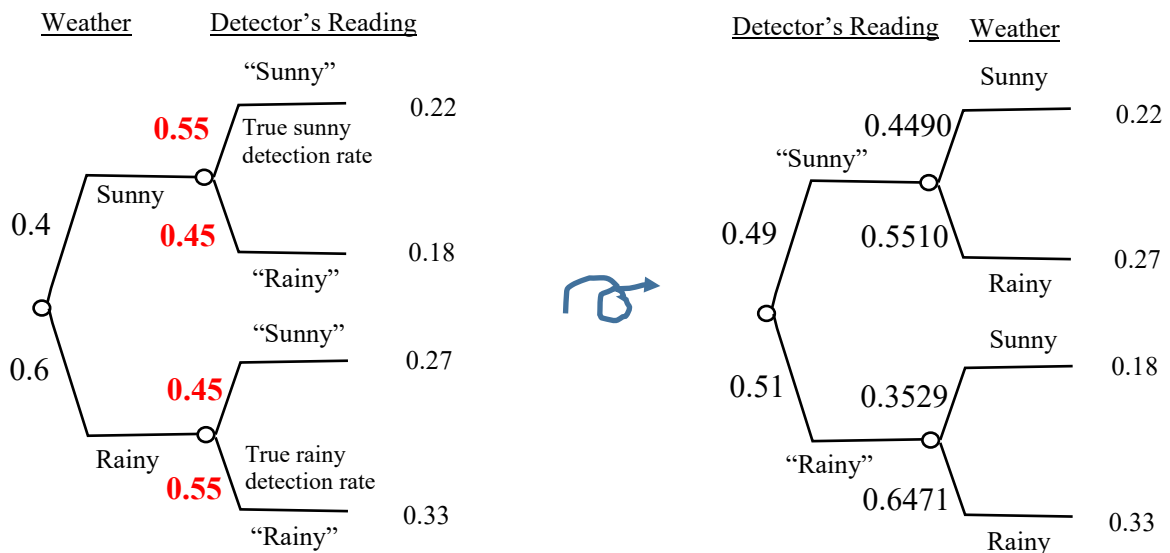 Weather
Detector’s Reading
“Sunny”
0.22
0.55
True sunny
detection rate
Sunny
0.4
0.45
0.18
“Rainy”
“Sunny”
0.6
0.27
0.45
Rainy
True rainy
detection rate
0.55
0.33
“Rainy”
Detector’s Reading
Weather
Sunny
0.22
0.4490
“Sunny”
0.49
0.5510
0.27
Rainy
Sunny
0.18
0.51
0.3529
“Rainy”
0.6471
0.33
Rainy